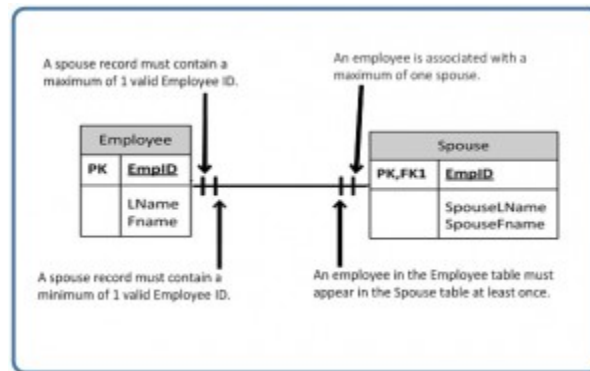 A spouse record must contain a
maximum of 1 valid Employee ID.
An employee is associated with a
maximum of one spouse.
Employee
PK EmpID
LName
Fname
Spouse
PK,FK1 EmpID
SpouseLName
SpouseFname
A spouse record must contain a
minimum of 1 valid Employee ID.
An employee in the Employee table must
appear in the Spouse table at least once.